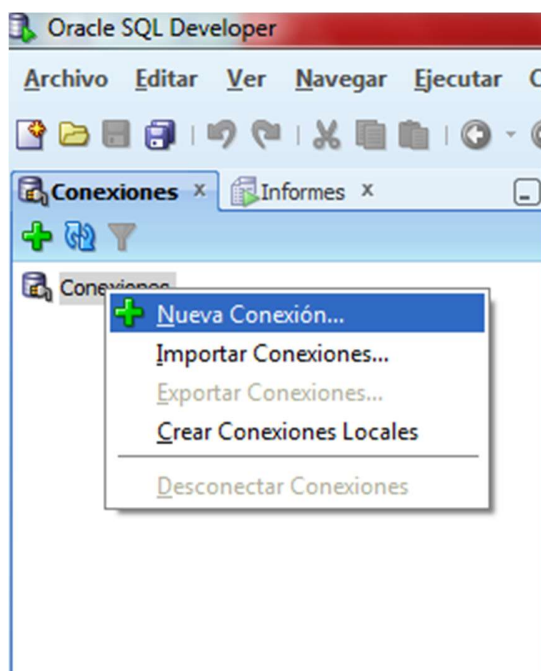 Oracle SQL Developer
Archivo Editar Ver Navegar Ejecutar
Conexiones x Informes x
Conexiones
Nueva Conexión...
Importar Conexiones...
Exportar Conexiones...
Crear Conexiones Locales
Desconectar Conexiones